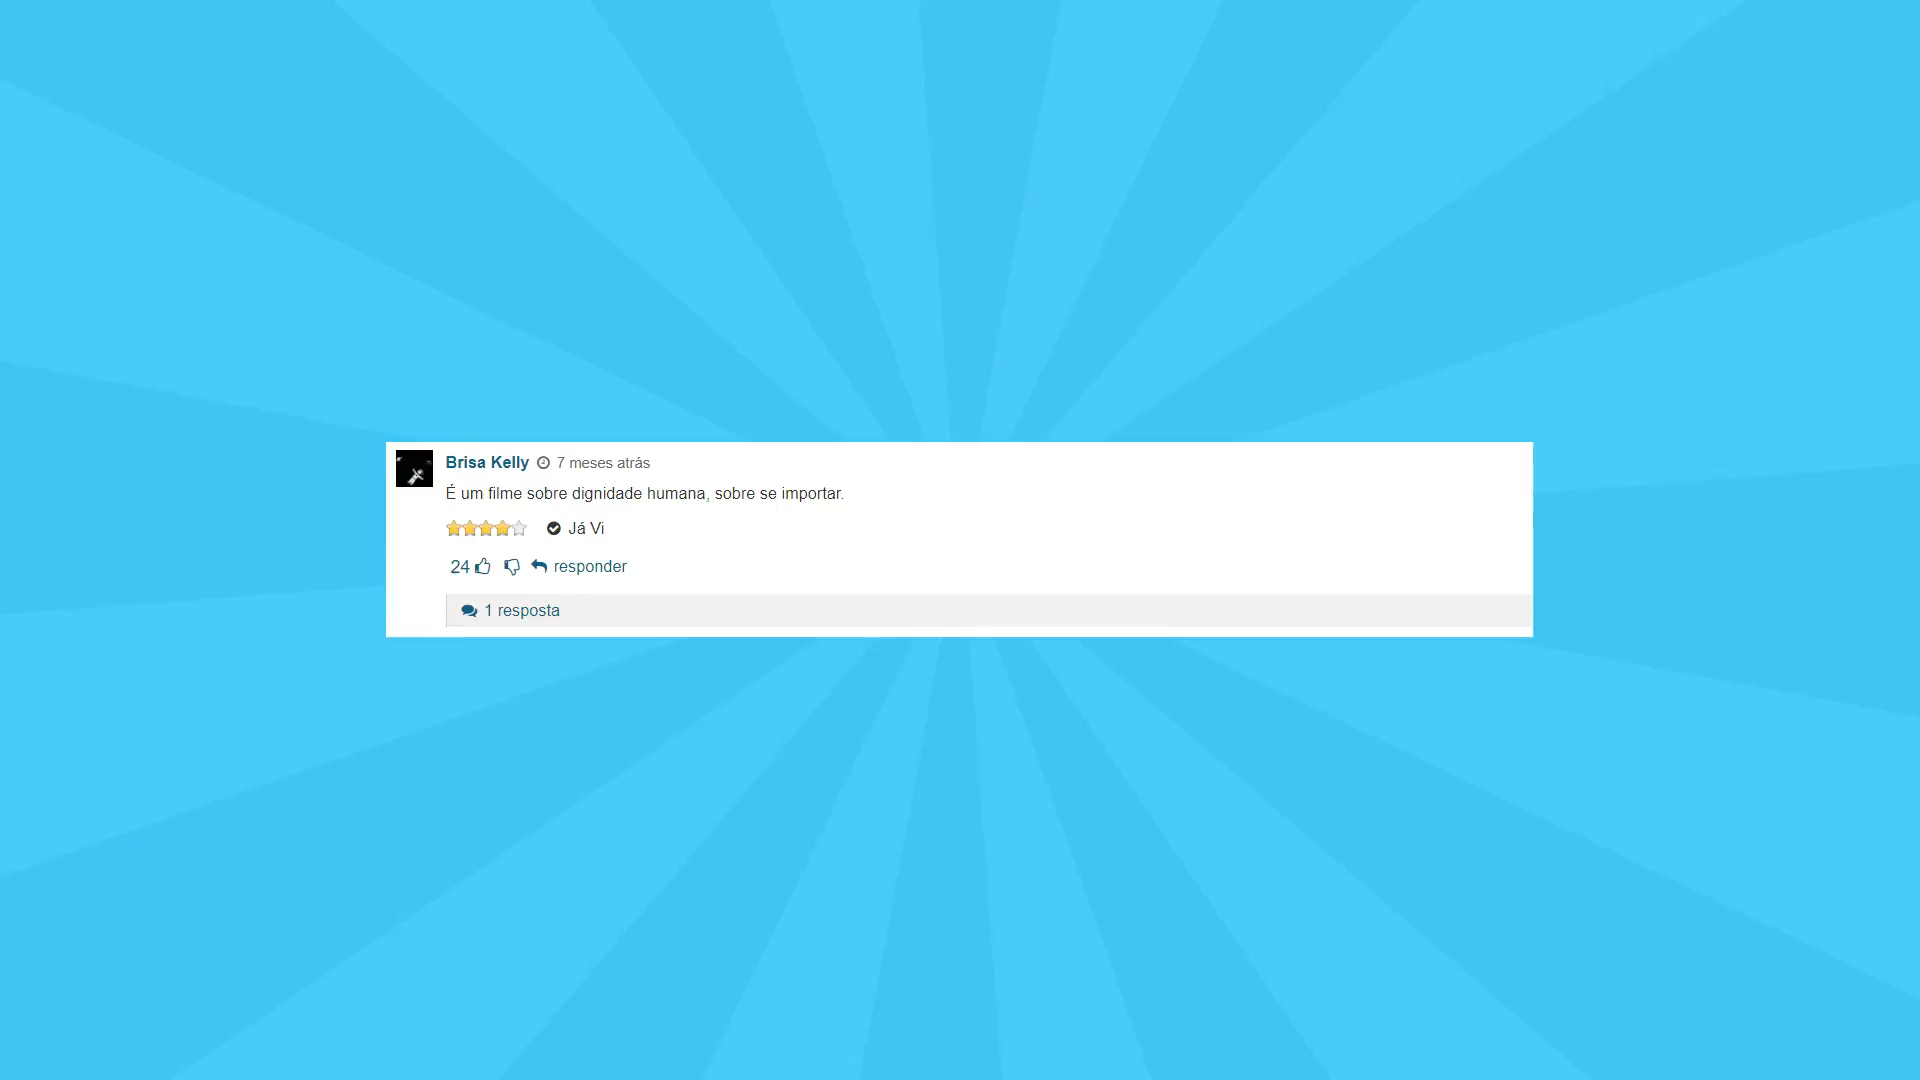 Brisa Kelly 7 meses atrás
É um filme sobre dignidade humana, sobre se importar.
Já Vi
24 responder
1 resposta